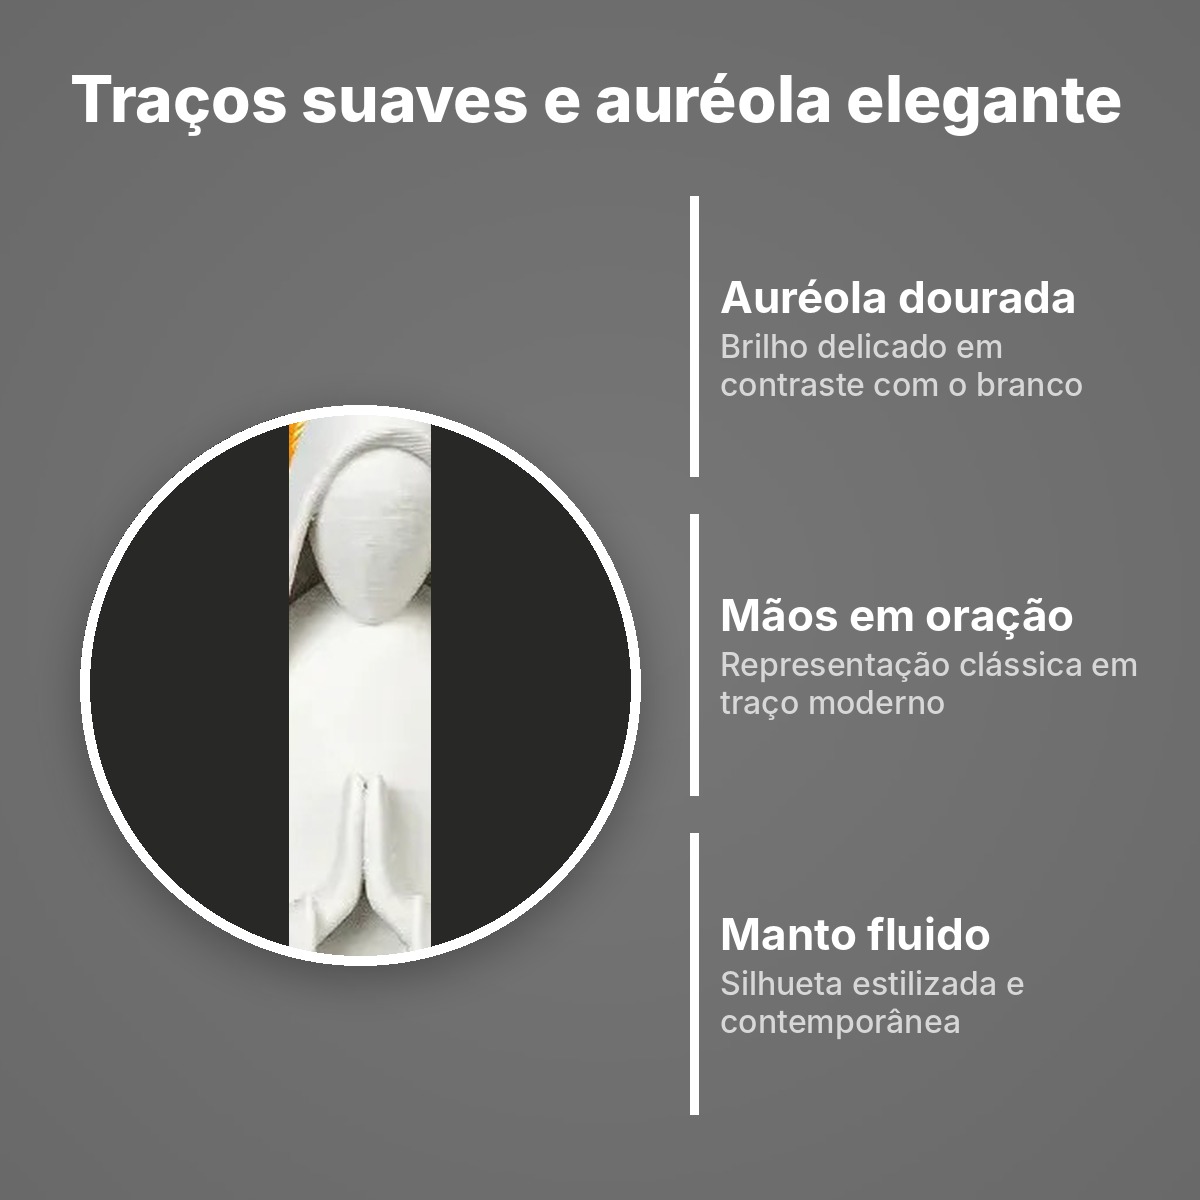 Traços suaves e auréola elegante
Auréola dourada
Brilho delicado em
contraste com o branco
Mãos em oração
Representação clássica em
traço moderno
Manto fluido
Silhueta estilizada e
contemporânea